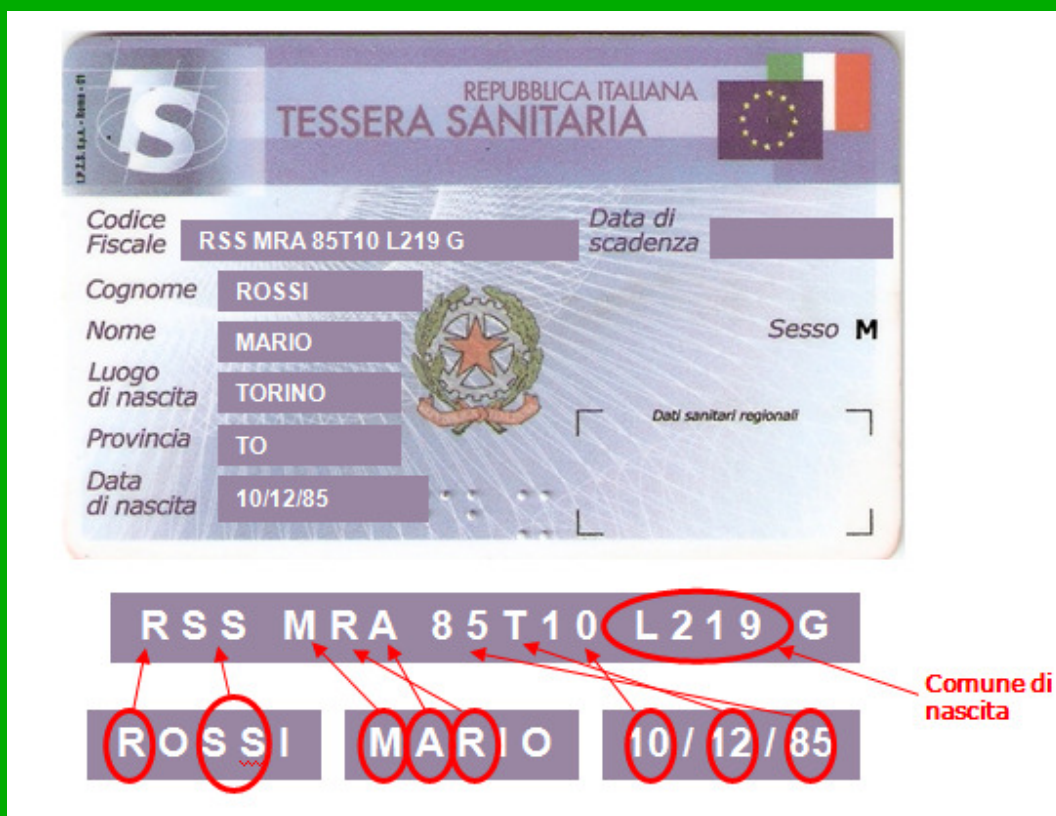 I.P.Z.S. S.p.A. - Roma - 01
TS
REPUBBLICA ITALIANA
TESSERA SANITARIA
Codice
Fiscale RSS MRA 85T10 L219 G
Data di
scadenza
Cognome ROSSI
Nome MARIO
Sesso M
Luogo
di nascita TORINO
Provincia TO
Data
di nascita 10/12/85
Dati sanitari regionali
RSS MRA 85T10 L219 G
Comune di
nascita
ROSSI MARIO 10/12/85